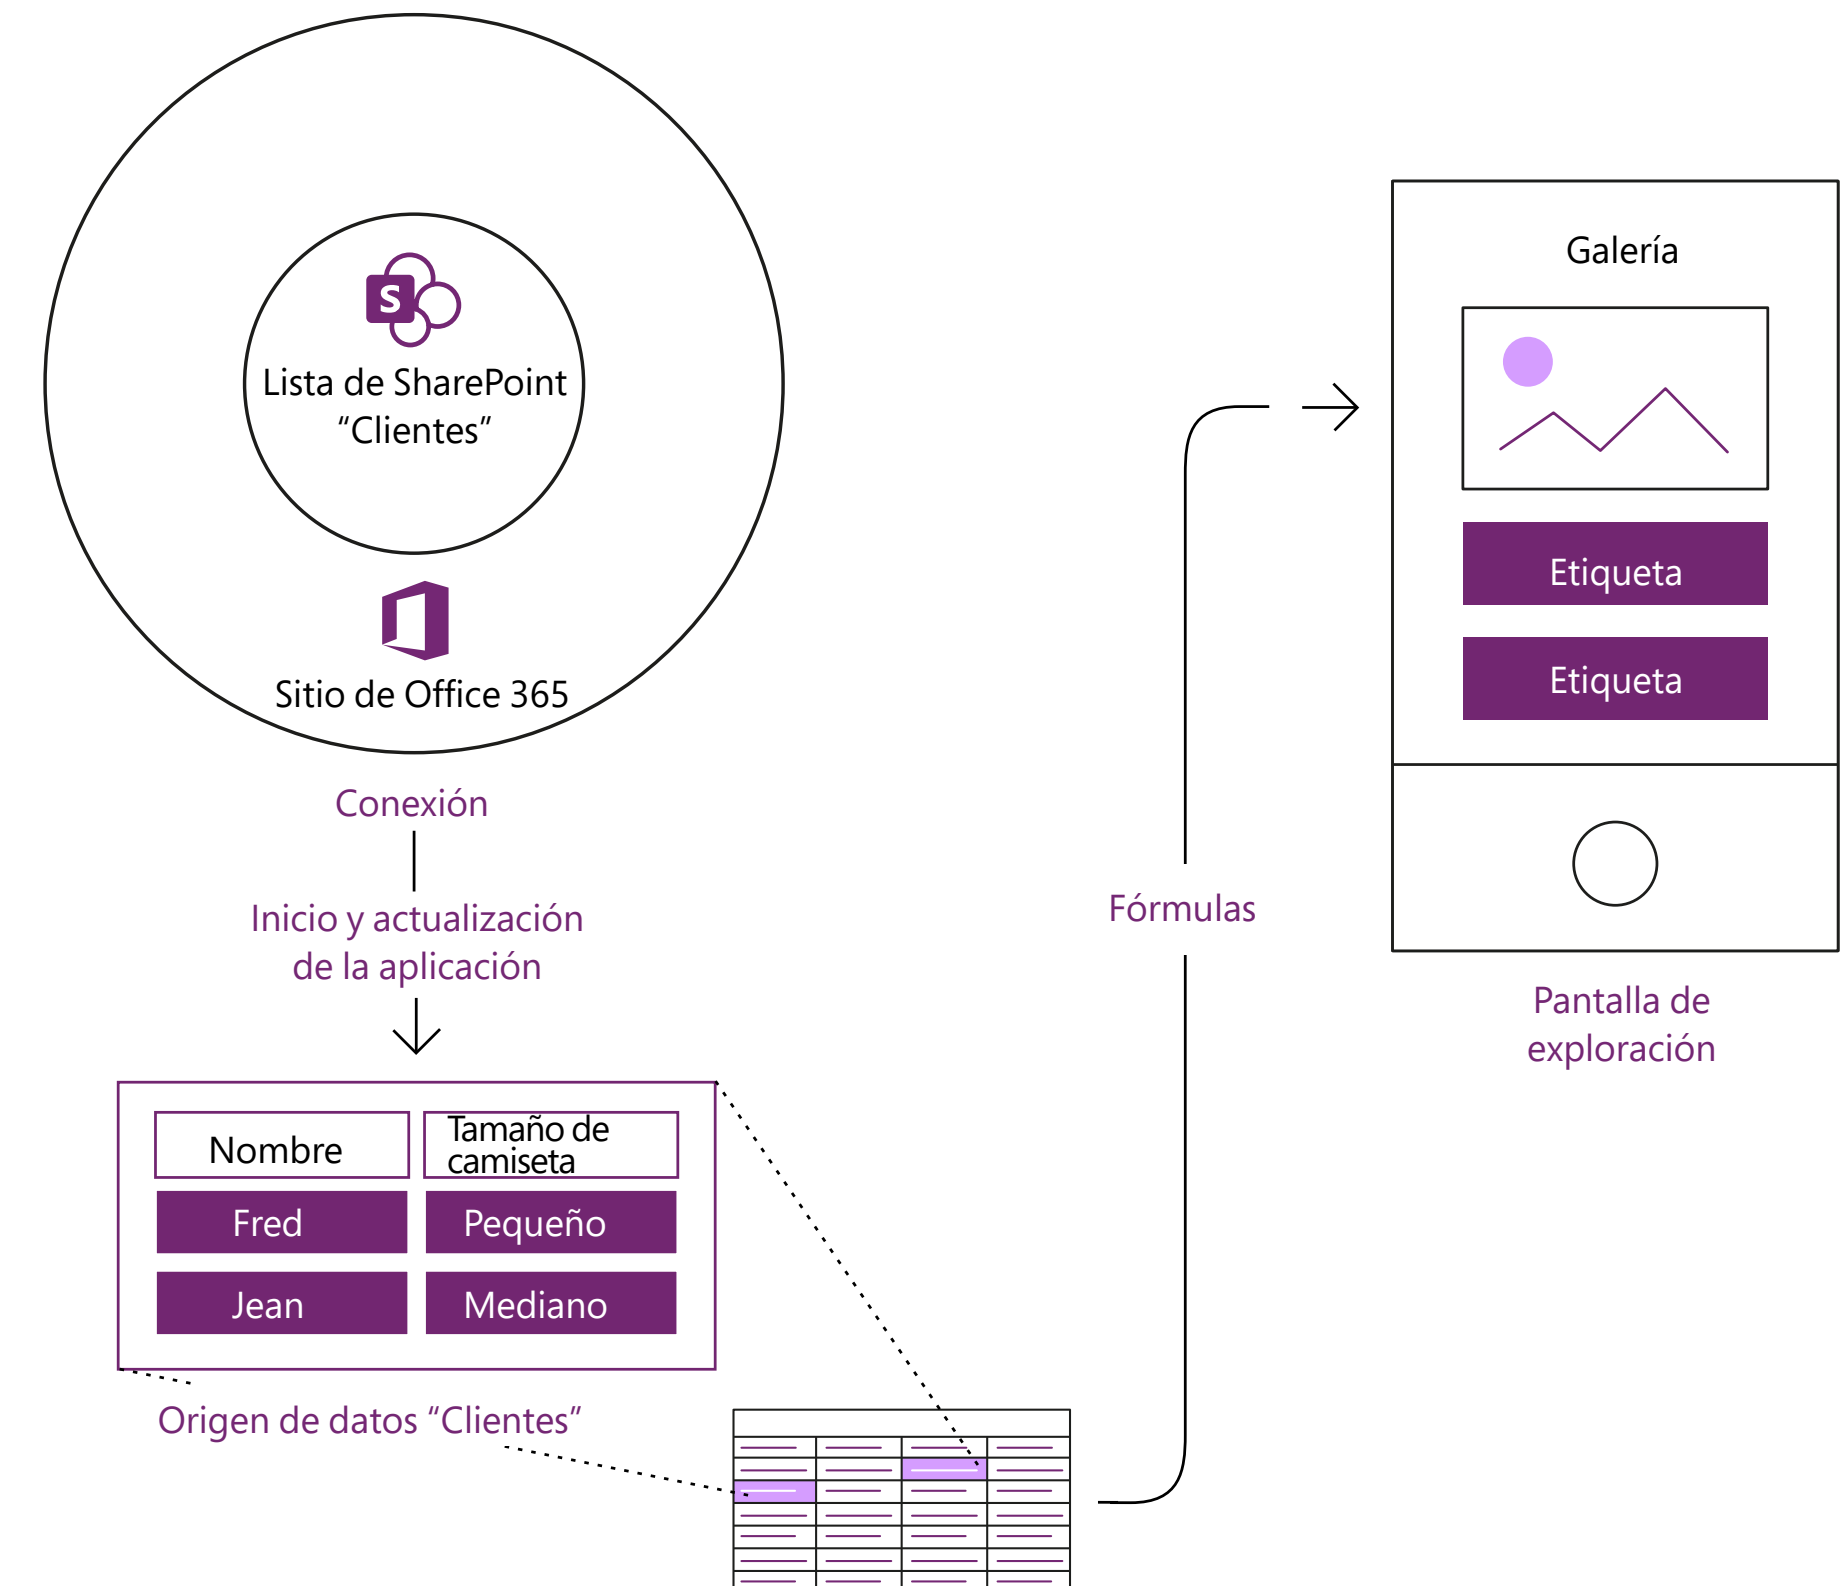 S
Lista de SharePoint
“Clientes”
Sitio de Office 365
Conexión
Inicio y actualización
de la aplicación
Nombre
Tamaño de
camiseta
Fred
Pequeño
Jean
Mediano
Origen de datos “Clientes”
Fórmulas
Galería
Etiqueta
Etiqueta
Pantalla de
exploración